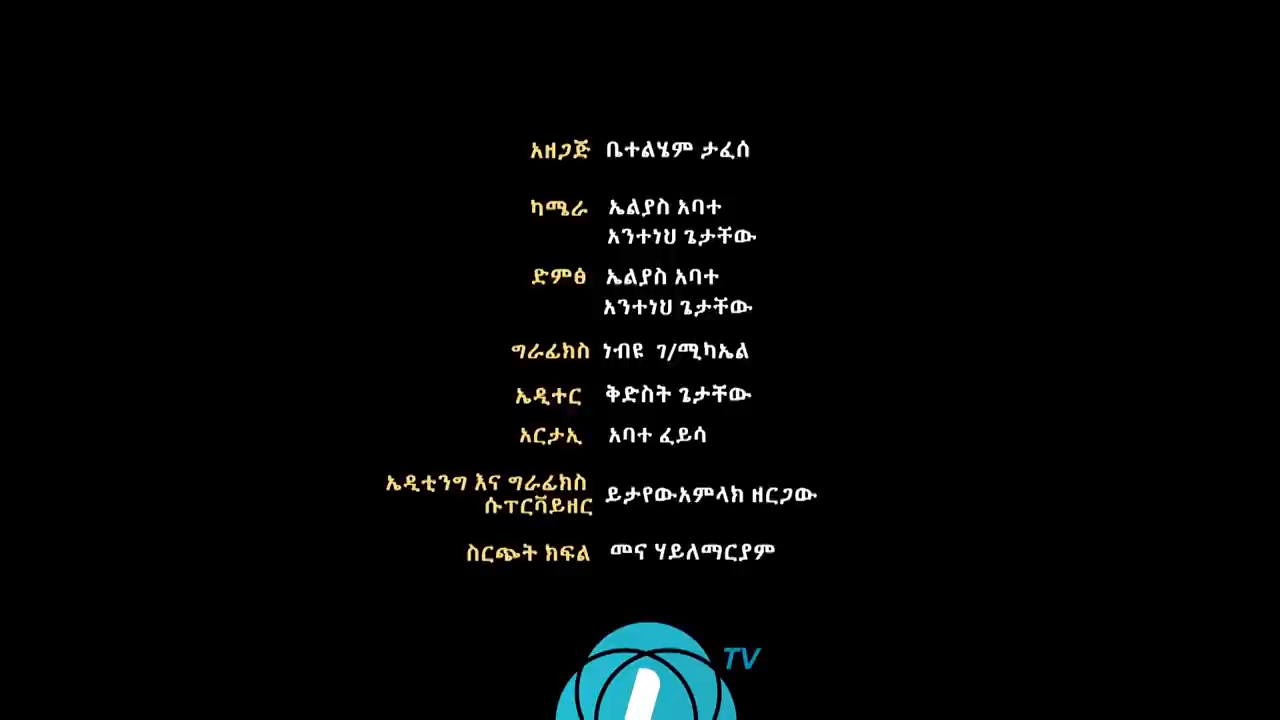 አዘጋጅ ቤተልሄም ታፈሰ
ካሜራ ኤልያስ አባተ
አንተነህ ጌታቸው
ድምፅ ኤልያስ አባተ
አንተነህ ጌታቸው
ግራፊክስ ነብዩ ገ/ሚካኤል
ኤዲተር ቅድስት ጌታቸው
አርታኢ አባተ ፈይሳ
ኤዲቲንግ እና ግራፊክስ
ሱፐርቫይዘር ይታየውአምላክ ዘርጋው
ስርጭት ክፍል መና ሃይለማርያም
TV